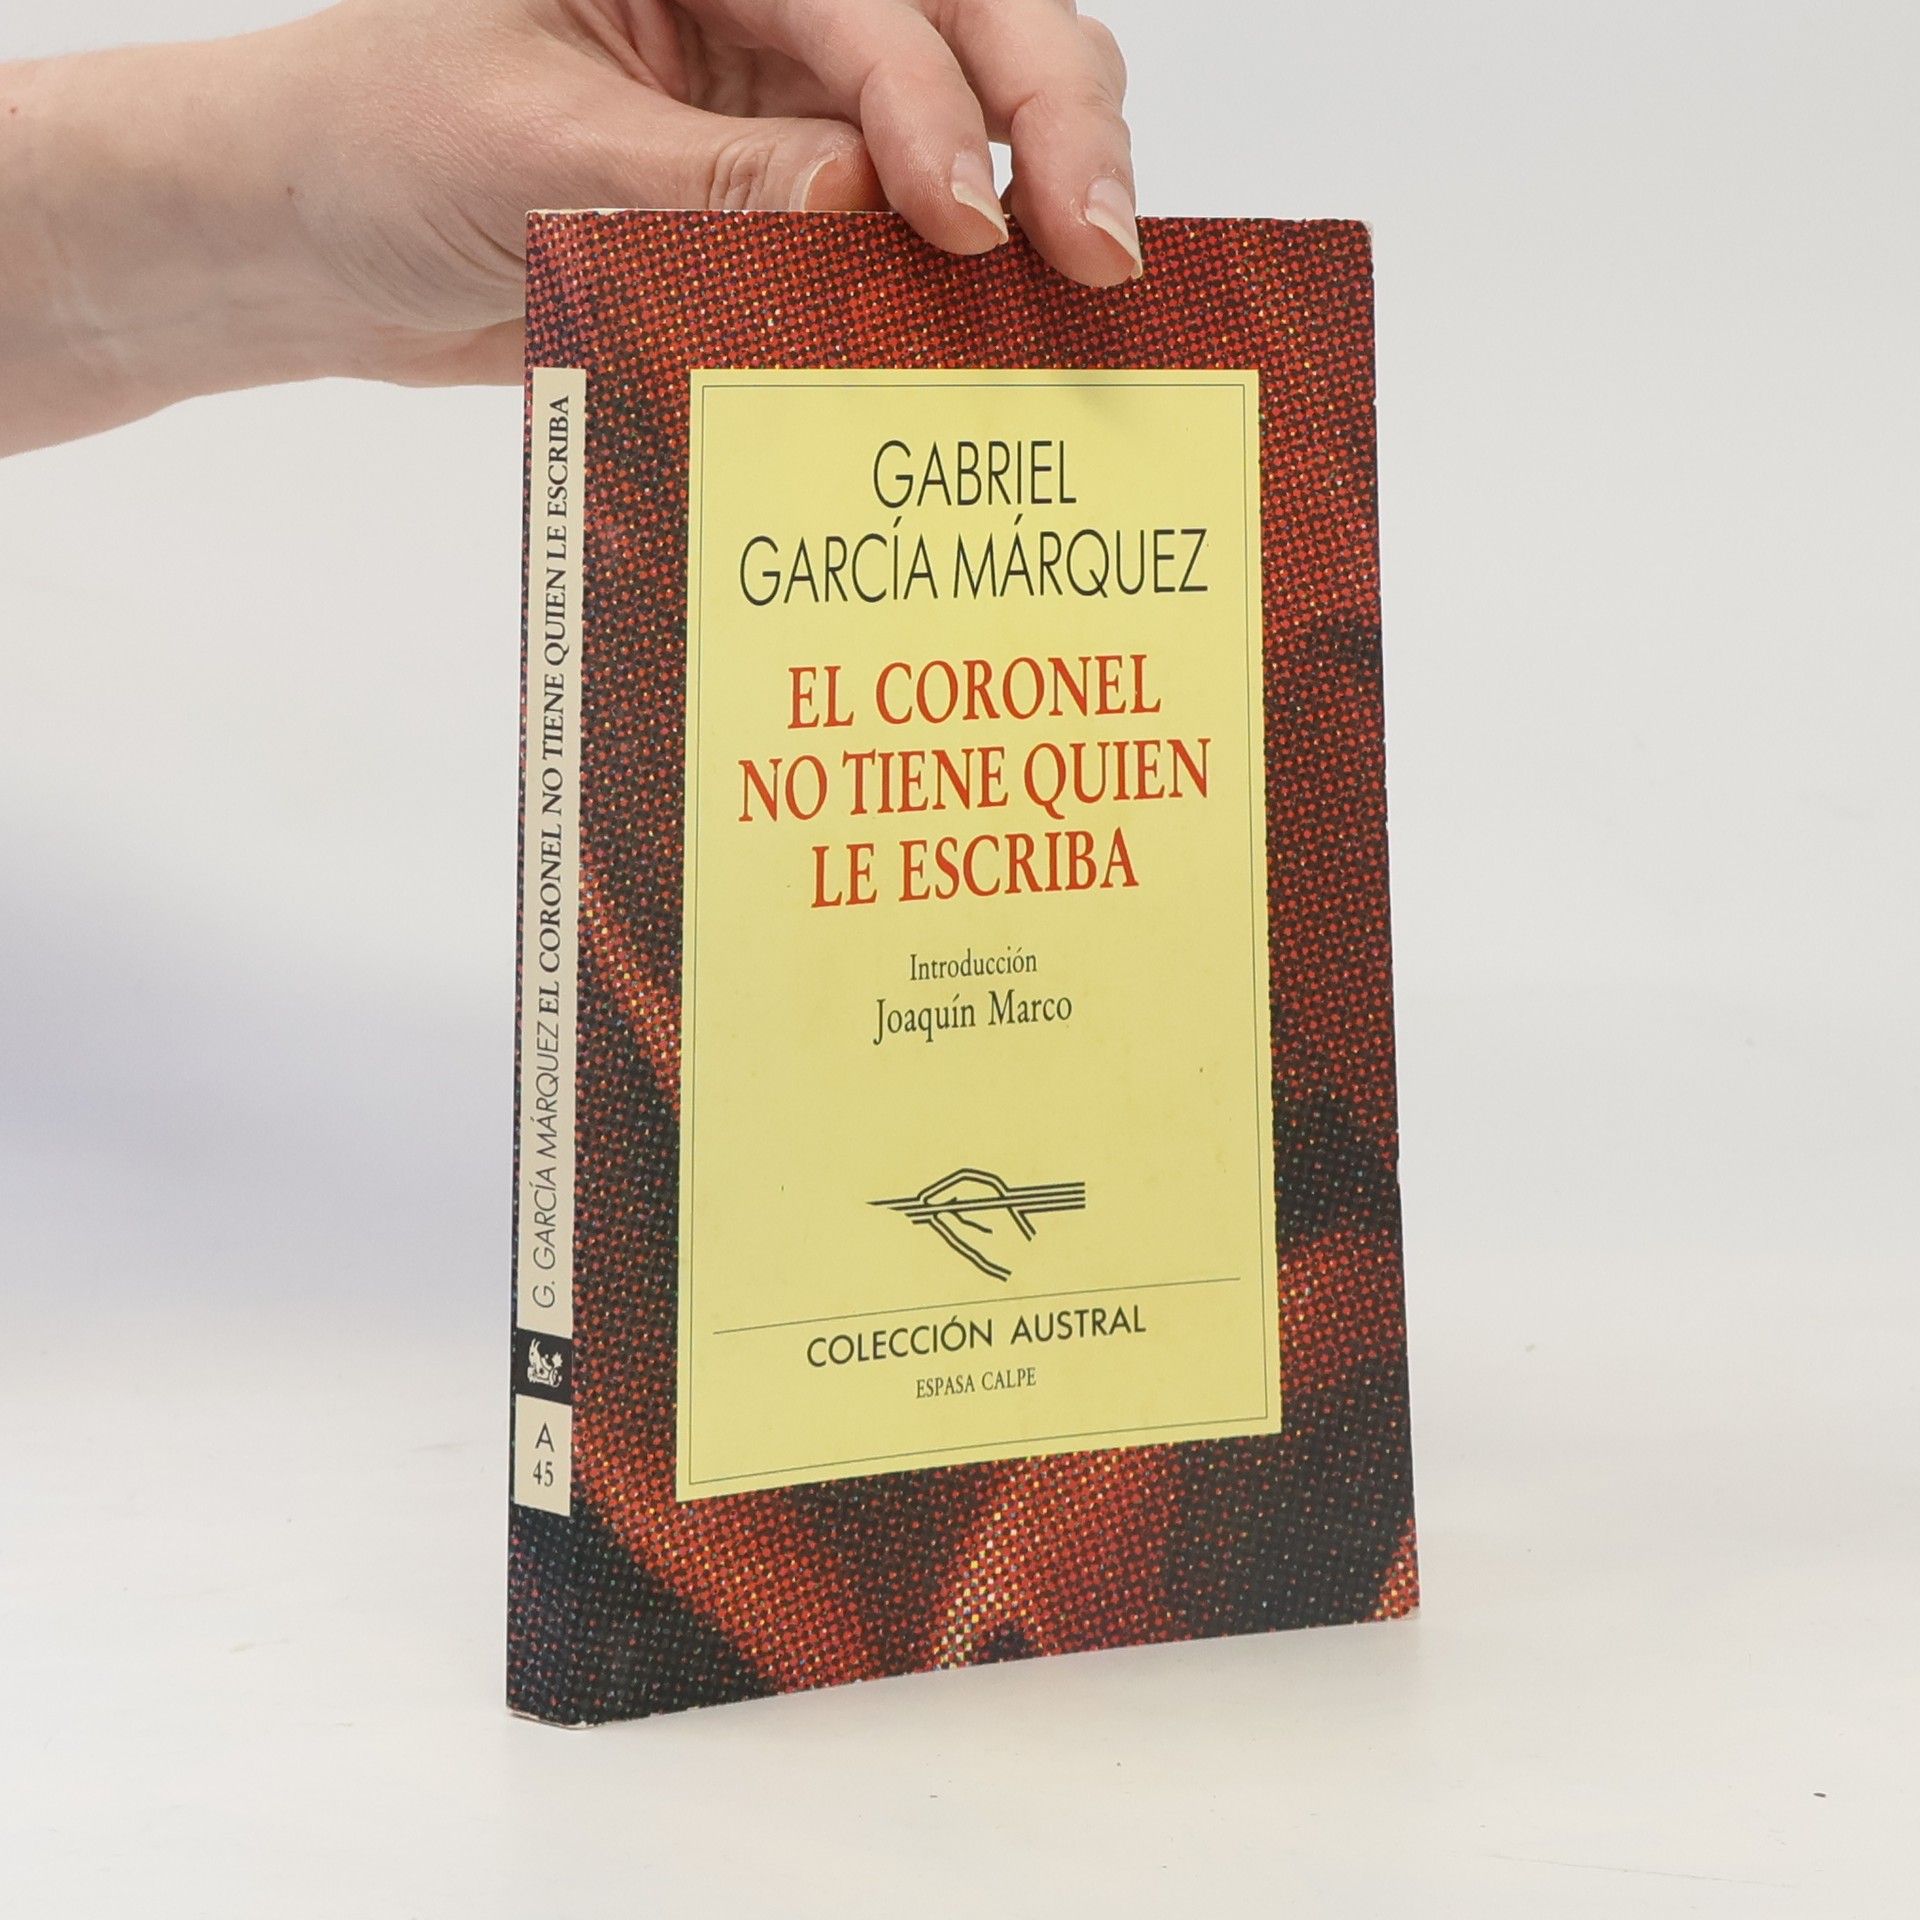 GABRIEL
GARCÍA MÁRQUEZ
EL CORONEL
NO TIENE QUIEN
LE ESCRIBA
Introducción
Joaquín Marco
COLECCIÓN AUSTRAL
ESPASA CALPE
G. GARCÍA MÁRQUEZ EL CORONEL NO TIENE QUIEN LE ESCRIBA
A
45